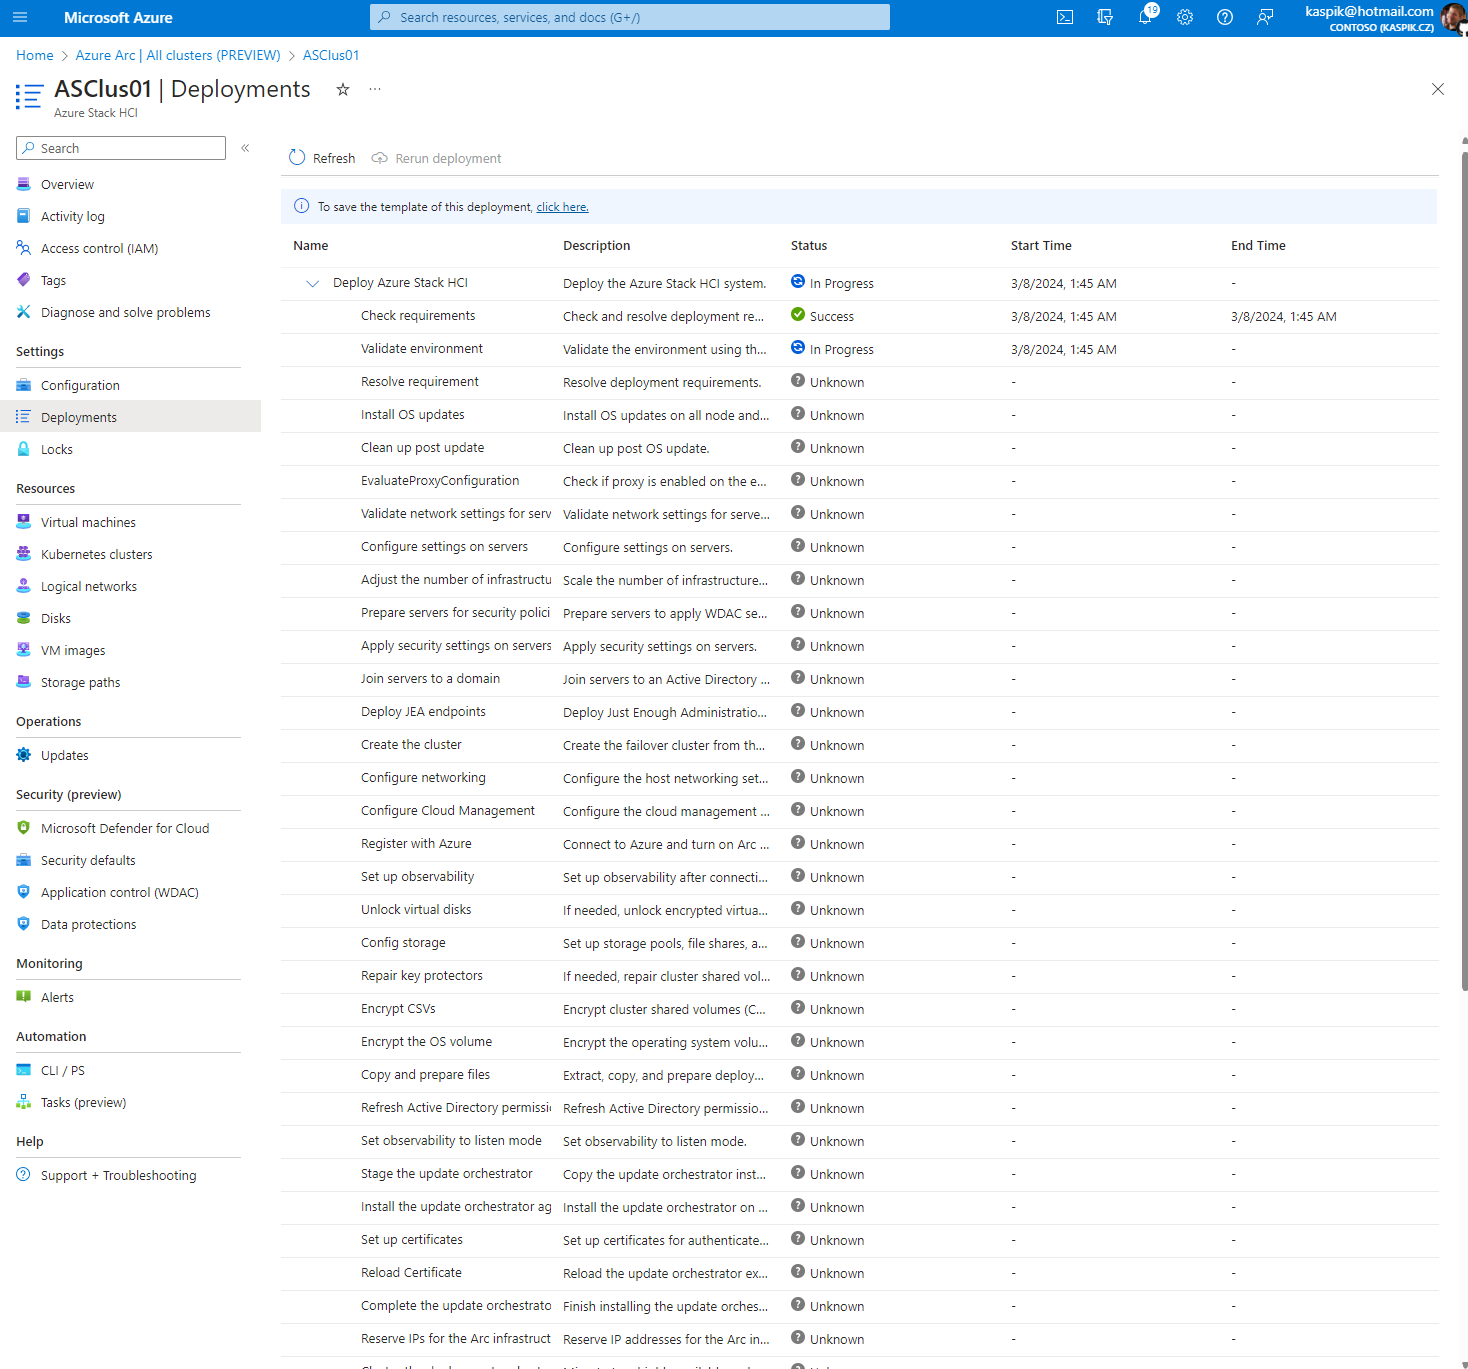 Microsoft Azure
Search resources, services, and docs (G+/)
19
kaspik@hotmail.com
CONTOSO (KASPIK.CZ)
Home > Azure Arc | All clusters (PREVIEW) > ASClus01
ASClus01 | Deployments
Azure Stack HCI
Search
Overview
Activity log
Access control (IAM)
Tags
Diagnose and solve problems
Settings
Configuration
Deployments
Locks
Resources
Virtual machines
Kubernetes clusters
Logical networks
Disks
VM images
Storage paths
Operations
Updates
Security (preview)
Microsoft Defender for Cloud
Security defaults
Application control (WDAC)
Data protections
Monitoring
Alerts
Automation
CLI / PS
Tasks (preview)
Help
Support + Troubleshooting
Refresh Rerun deployment
To save the template of this deployment, click here.
Name Description Status Start Time End Time
Deploy Azure Stack HCI Deploy the Azure Stack HCI system. In Progress 3/8/2024, 1:45 AM -
Check requirements Check and resolve deployment re... Success 3/8/2024, 1:45 AM 3/8/2024, 1:45 AM
Validate environment Validate the environment using th... In Progress 3/8/2024, 1:45 AM -
Resolve requirement Resolve deployment requirements. Unknown - -
Install OS updates Install OS updates on all node and... Unknown - -
Clean up post update Clean up post OS update. Unknown - -
EvaluateProxyConfiguration Check if proxy is enabled on the e... Unknown - -
Validate network settings for serv Validate network settings for serve... Unknown - -
Configure settings on servers Configure settings on servers. Unknown - -
Adjust the number of infrastructu Scale the number of infrastructure... Unknown - -
Prepare servers for security polici Prepare servers to apply WDAC se... Unknown - -
Apply security settings on servers Apply security settings on servers. Unknown - -
Join servers to a domain Join servers to an Active Directory ... Unknown - -
Deploy JEA endpoints Deploy Just Enough Administratio... Unknown - -
Create the cluster Create the failover cluster from th... Unknown - -
Configure networking Configure the host networking set... Unknown - -
Configure Cloud Management Configure the cloud management ... Unknown - -
Register with Azure Connect to Azure and turn on Arc ... Unknown - -
Set up observability Set up observability after connecti... Unknown - -
Unlock virtual disks If needed, unlock encrypted virtua... Unknown - -
Config storage Set up storage pools, file shares, a... Unknown - -
Repair key protectors If needed, repair cluster shared vol... Unknown - -
Encrypt CSVs Encrypt cluster shared volumes (C... Unknown - -
Encrypt the OS volume Encrypt the operating system volu... Unknown - -
Copy and prepare files Extract, copy, and prepare deploy... Unknown - -
Refresh Active Directory permissi Refresh Active Directory permissio... Unknown - -
Set observability to listen mode Set observability to listen mode. Unknown - -
Stage the update orchestrator Copy the update orchestrator inst... Unknown - -
Install the update orchestrator ag Install the update orchestrator on ... Unknown - -
Set up certificates Set up certificates for authenticate... Unknown - -
Reload Certificate Reload the update orchestrator ex... Unknown - -
Complete the update orchestrato Finish installing the update orches... Unknown - -
Reserve IPs for the Arc infrastruct Reserve IP addresses for the Arc in... Unknown - -